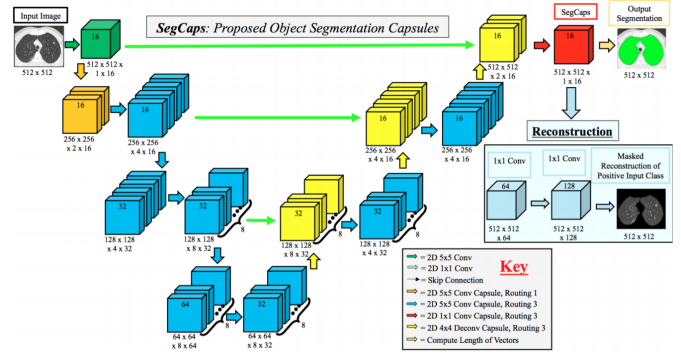 SegCaps: Proposed Object Segmentation Capsules
Input Image
512 x 512
16
512 x 512 x
1 x 16
16
256 x 256
x 2 x 16
16
256 x 256
x 4 x 16
32
128 x 128
x 4 x 32
32
128 x 128
x 8 x 32
8
64
64 x 64
x 8 x 64
8
32
64 x 64
x 8 x 32
8
32
128 x 128
x 8 x 32
8
32
128 x 128
x 4 x 32
8
16
256 x 256
x 4 x 16
16
256 x 256
x 4 x 16
16
512 x 512
x 2 x 16
SegCaps
16
512 x 512 x
1 x 16
Output
Segmentation
512 x 512
Reconstruction
1x1 Conv
64
512 x 512
x 64
1x1 Conv
128
512 x 512
x 128
Masked
Reconstruction of
Positive Input Class
512 x 512
Key
= 2D 5x5 Conv
= 2D 1x1 Conv
= Skip Connection
= 2D 5x5 Conv Capsule, Routing 1
= 2D 5x5 Conv Capsule, Routing 3
= 2D 1x1 Conv Capsule, Routing 3
= 2D 4x4 Deconv Capsule, Routing 3
= Compute Length of Vectors